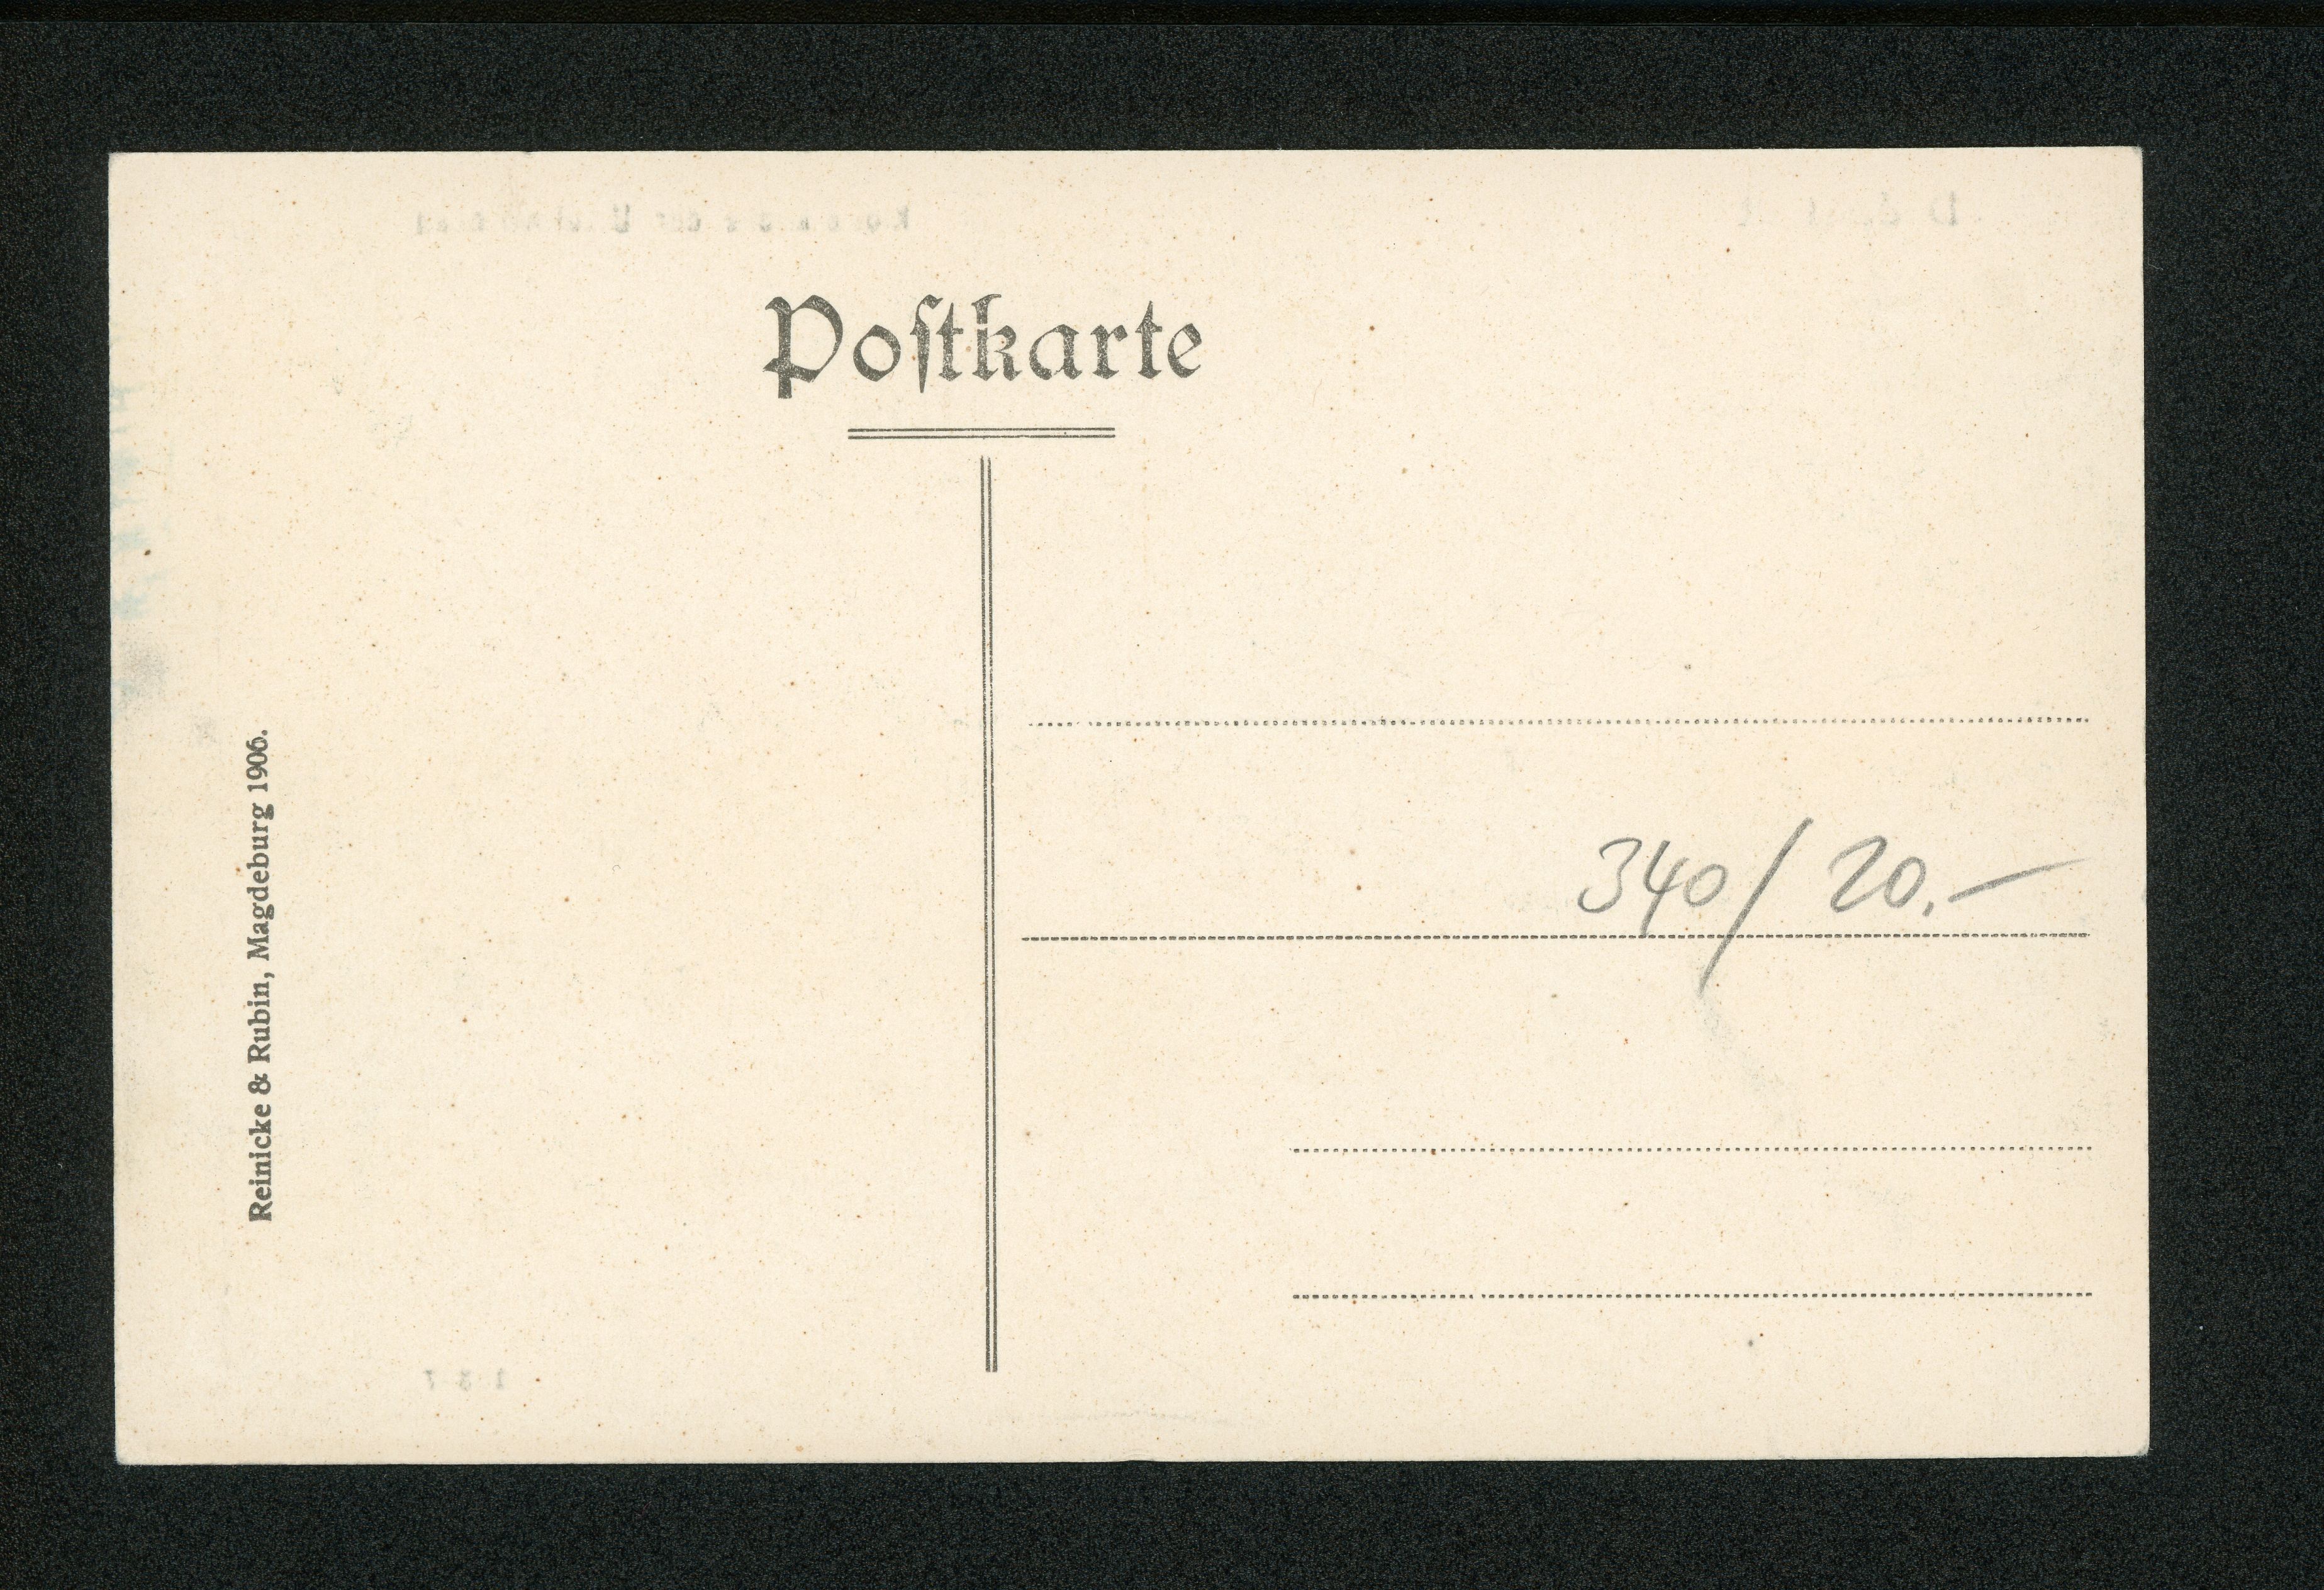 Poſtkarte
Reinicke & Rubin, Magdeburg 1906.
340/20.-